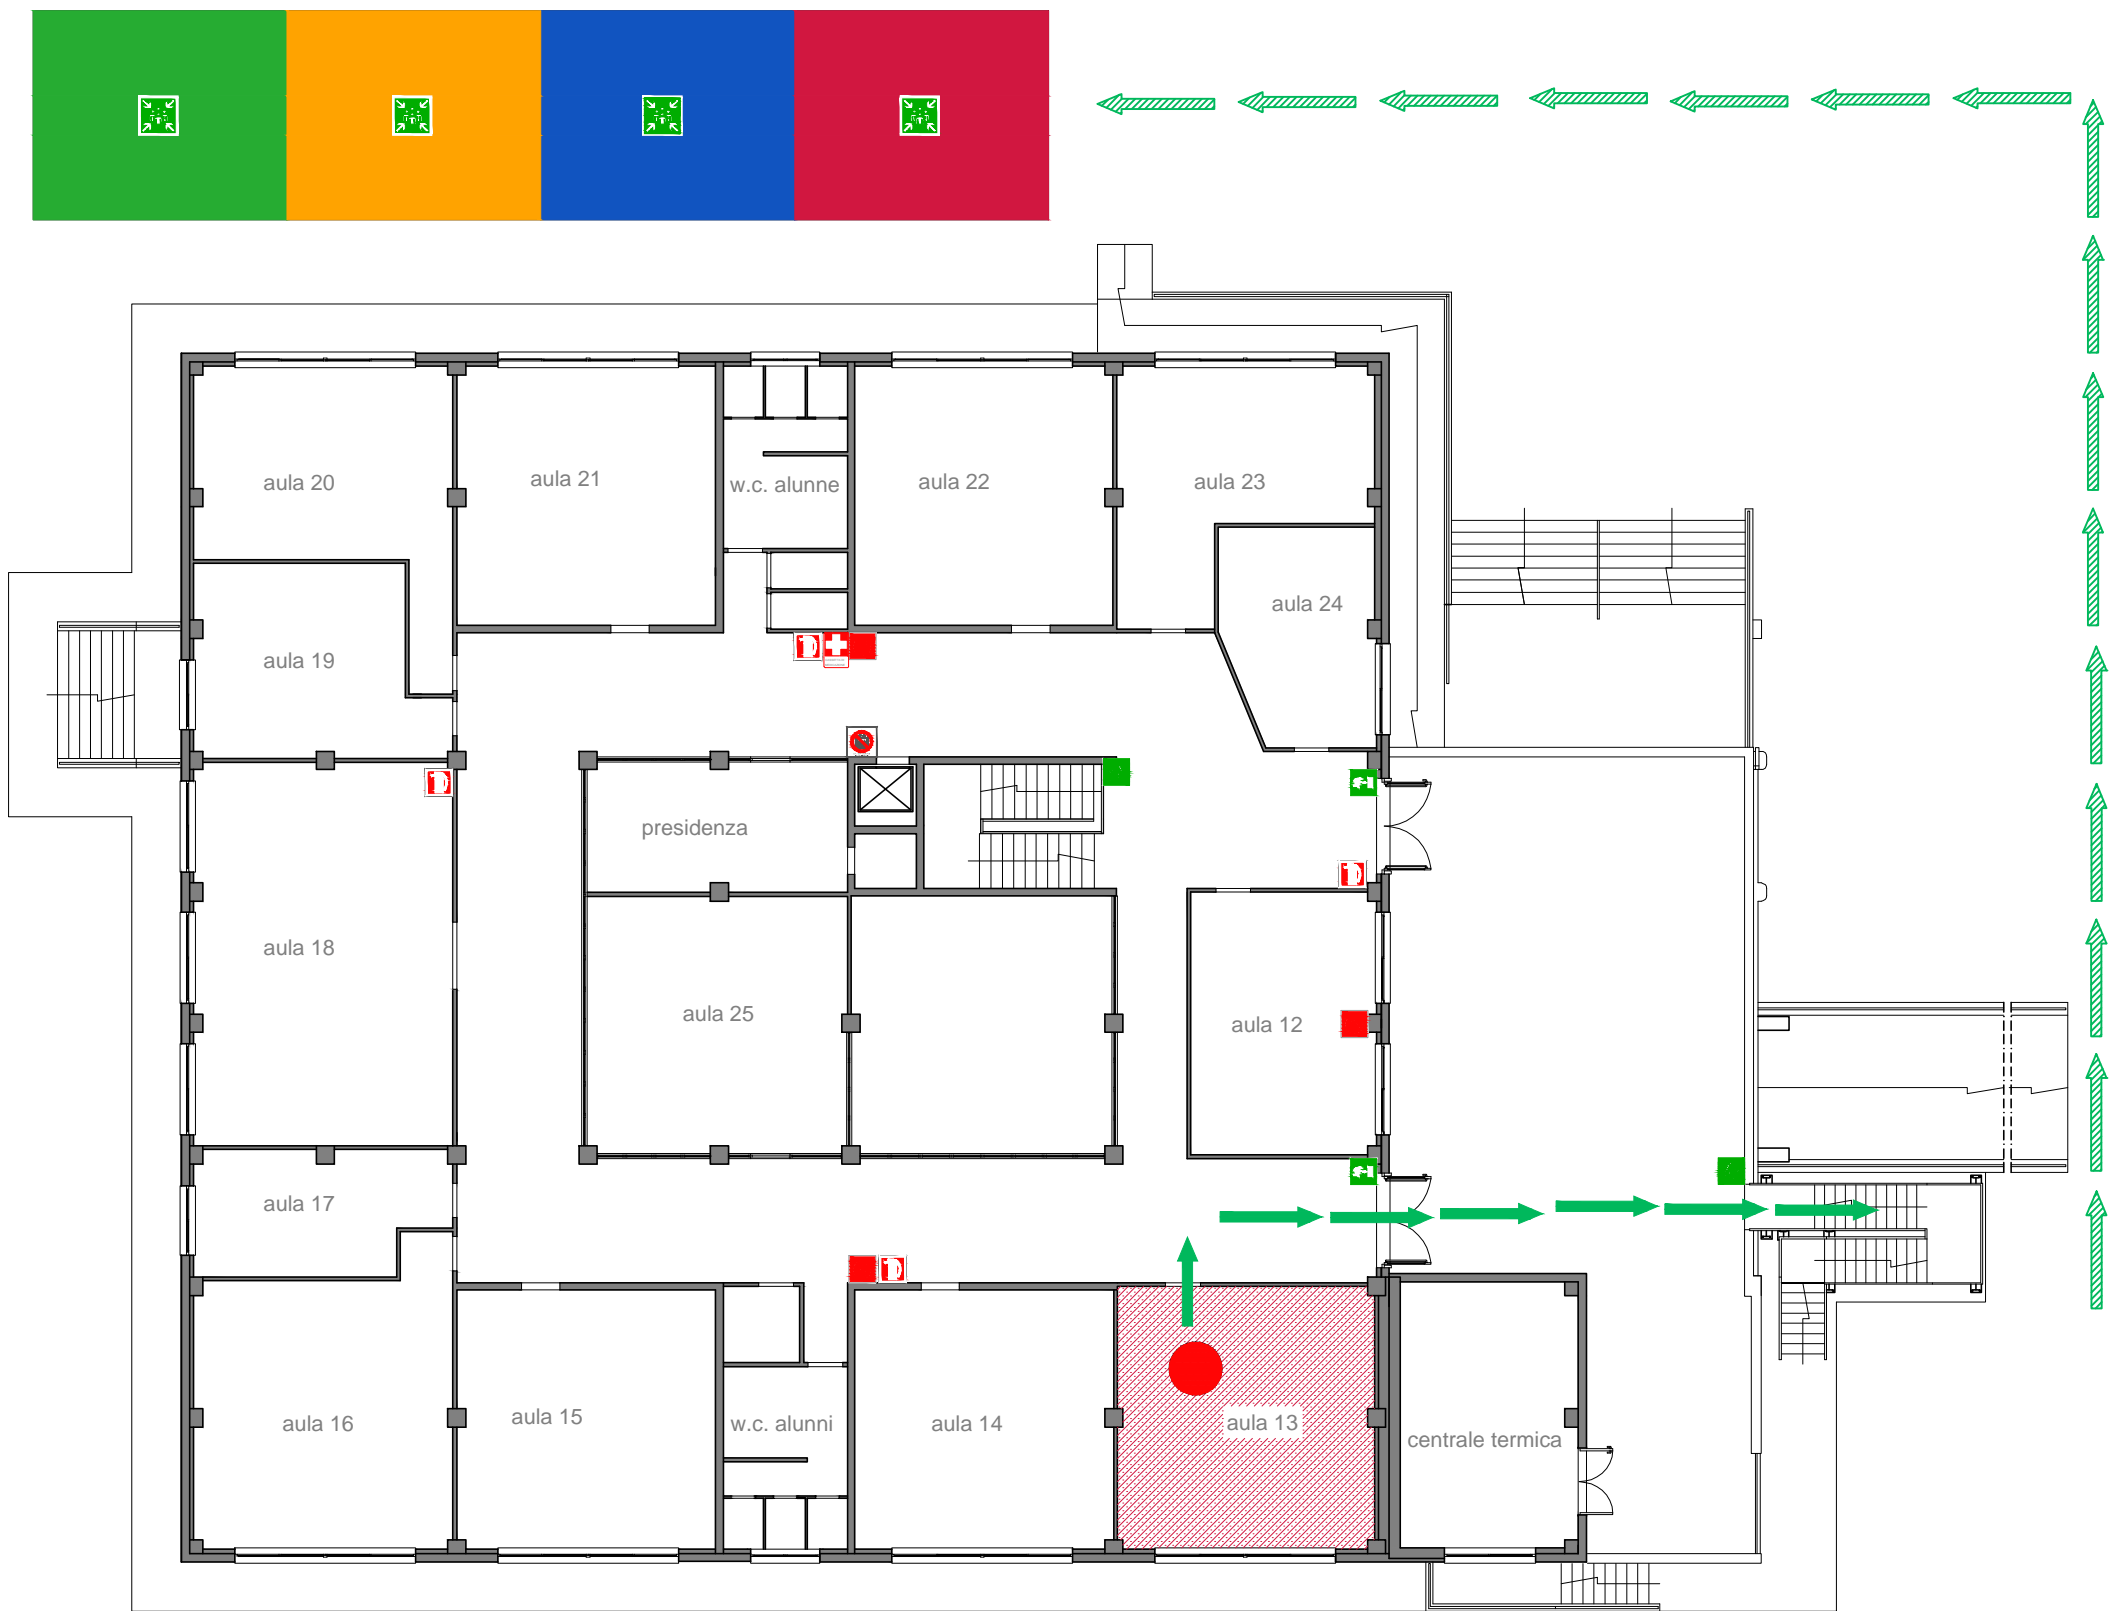 aula 20
aula 21
w.c. alunne
aula 22
aula 23
aula 24
aula 19
presidenza
aula 18
aula 25
aula 12
aula 17
aula 16
aula 15
w.c. alunni
aula 14
aula 13
centrale termica